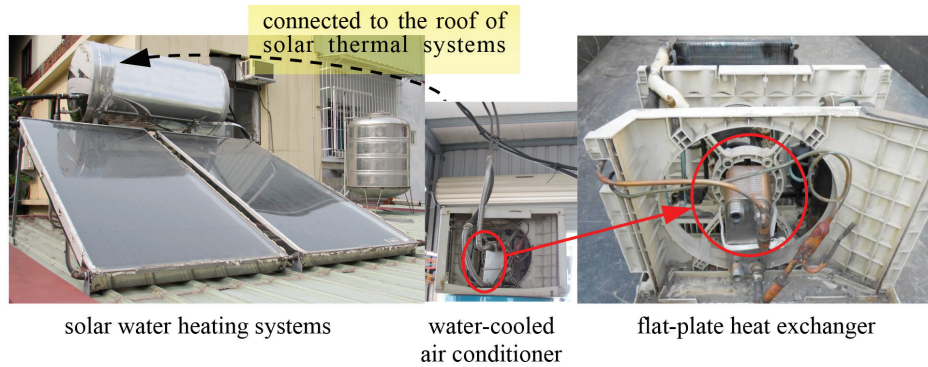 connected to the roof of
solar thermal systems
solar water heating systems
water-cooled
air conditioner
flat-plate heat exchanger